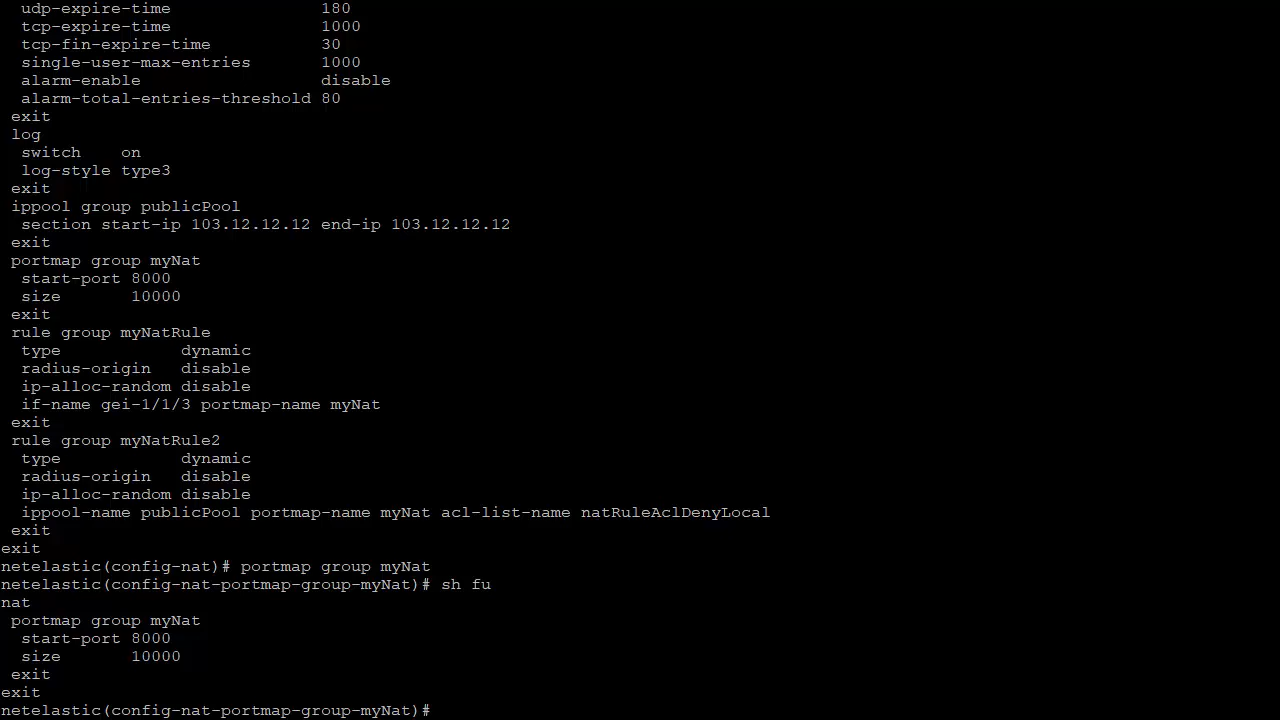 udp-expire-time               180
tcp-expire-time               1000
tcp-fin-expire-time           30
single-user-max-entries       1000
alarm-enable                  disable
alarm-total-entries-threshold 80
exit
log
switch    on
log-style type3
exit
ippool group publicPool
section start-ip 103.12.12.12 end-ip 103.12.12.12
exit
portmap group myNat
start-port 8000
size       10000
exit
rule group myNatRule
type            dynamic
radius-origin   disable
ip-alloc-random disable
if-name gei-1/1/3 portmap-name myNat
exit
rule group myNatRule2
type            dynamic
radius-origin   disable
ip-alloc-random disable
ippool-name publicPool portmap-name myNat acl-list-name natRuleAclDenyLocal
exit
exit
netelastic(config-nat)# portmap group myNat
netelastic(config-nat-portmap-group-myNat)# sh fu
nat
portmap group myNat
start-port 8000
size       10000
exit
exit
netelastic(config-nat-portmap-group-myNat)#